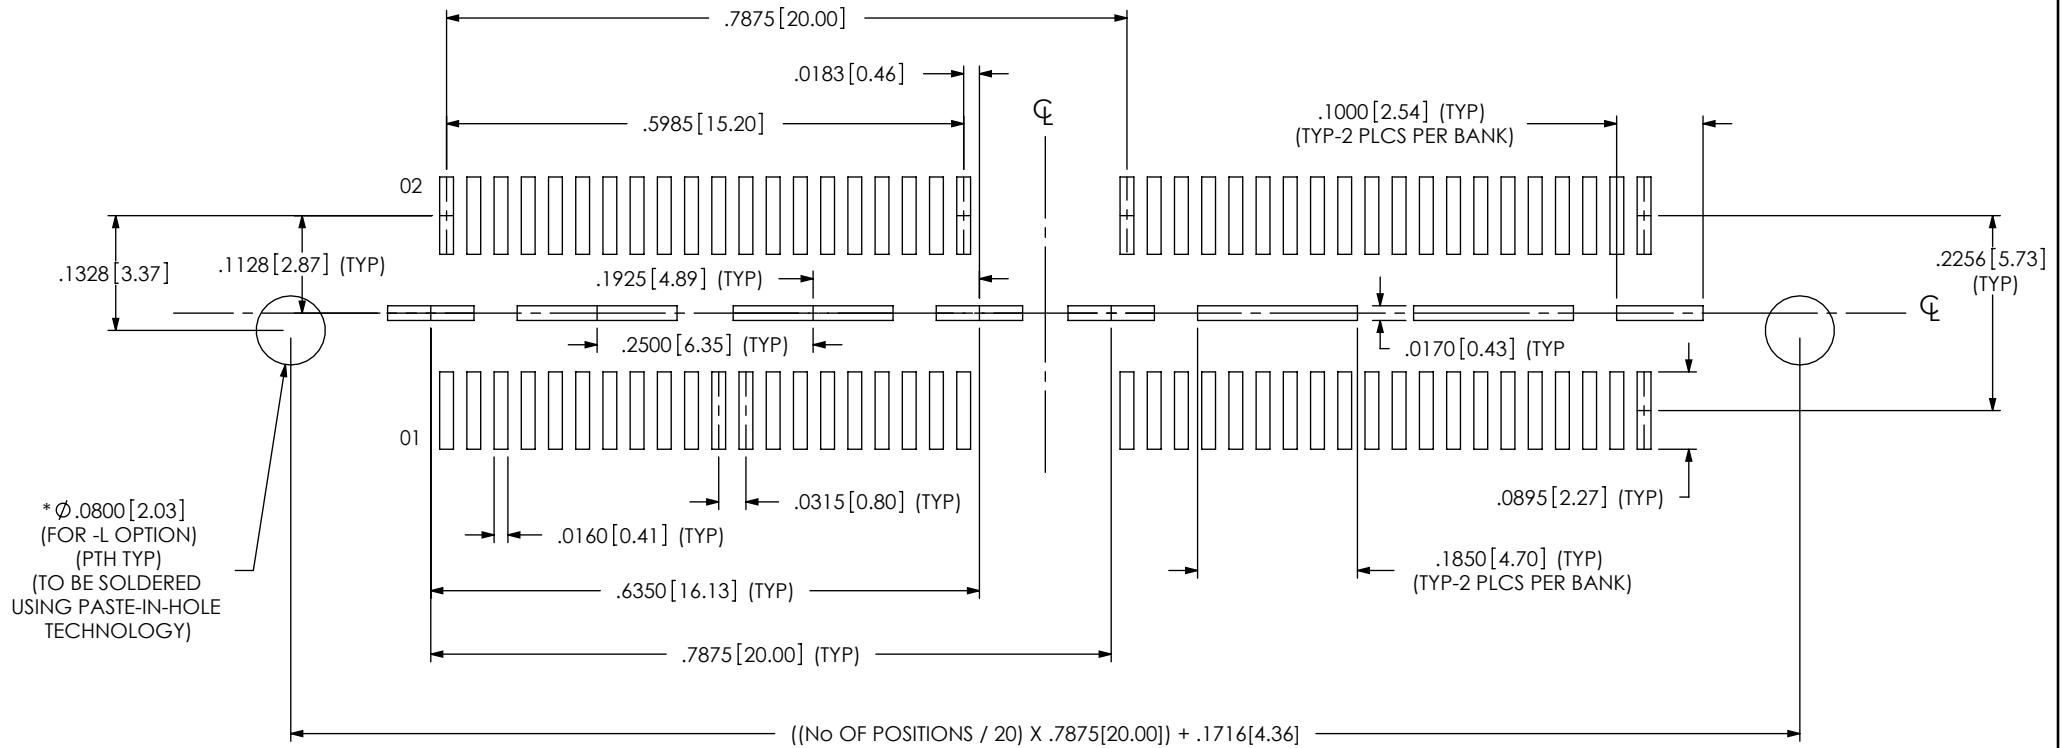 .7875[20.00]
.0183[0.46]
℄
.1000[2.54] (TYP)
(TYP-2 PLCS PER BANK)
.5985[15.20]
02
.1328[3.37]
.1128[2.87] (TYP)
.1925[4.89] (TYP)
.2256[5.73]
(TYP)
℄
.2500[6.35] (TYP)
.0170[0.43] (TYP
01
.0315[0.80] (TYP)
.0895[2.27] (TYP)
*Ø.0800[2.03]
(FOR -L OPTION)
(PTH TYP)
(TO BE SOLDERED
USING PASTE-IN-HOLE
TECHNOLOGY)
.0160[0.41] (TYP)
.1850[4.70] (TYP)
(TYP-2 PLCS PER BANK)
.6350[16.13] (TYP)
.7875[20.00] (TYP)
((No OF POSITIONS / 20) X .7875[20.00]) + .1716[4.36]